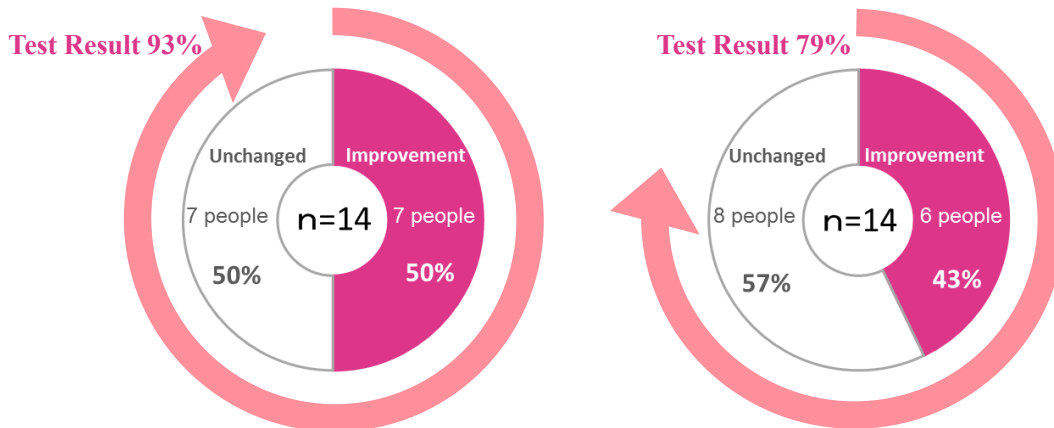 Test Result 93%
Unchanged
Improvement
7 people
n=14
7 people
50%
50%
Test Result 79%
Unchanged
Improvement
8 people
n=14
6 people
57%
43%